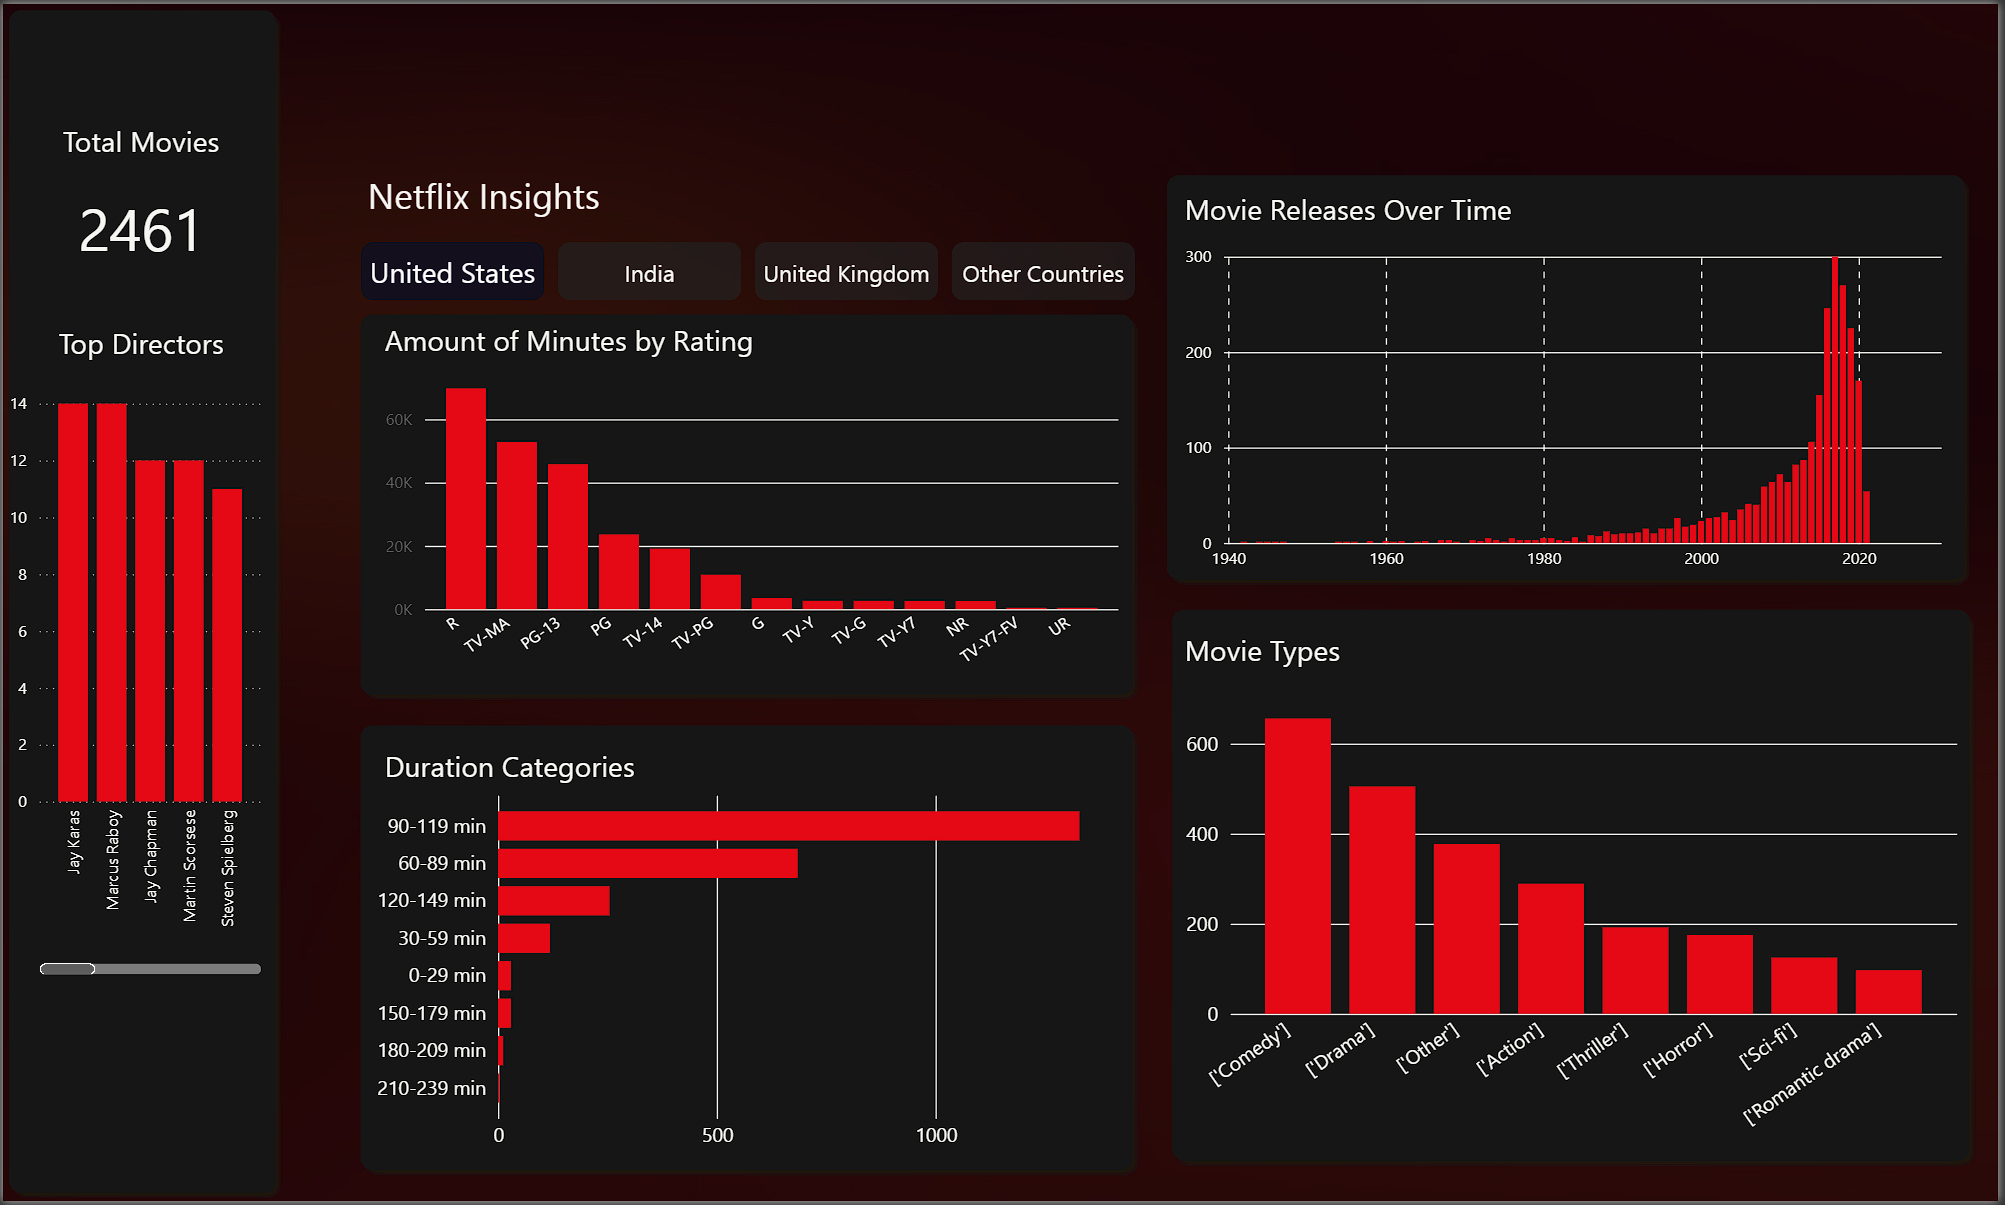 Total Movies
2461
Top Directors
14
12
10
8
6
4
2
0
Jay Karas
Marcus Raboy
Jay Chapman
Martin Scorsese
Steven Spielberg
Netflix Insights
United States
India
United Kingdom
Other Countries
Amount of Minutes by Rating
60K
40K
20K
0K
R
TV-MA
PG-13
PG
TV-14
TV-PG
G
TV-Y
TV-G
TV-Y7
NR
TV-Y7-FV
UR
Duration Categories
90-119 min
60-89 min
120-149 min
30-59 min
0-29 min
150-179 min
180-209 min
210-239 min
0 500 1000
Movie Releases Over Time
300
200
100
0
1940 1960 1980 2000 2020
Movie Types
600
400
200
0
['Comedy']
['Drama']
['Other']
['Action']
['Thriller']
['Horror']
['Sci-fi']
['Romantic drama']